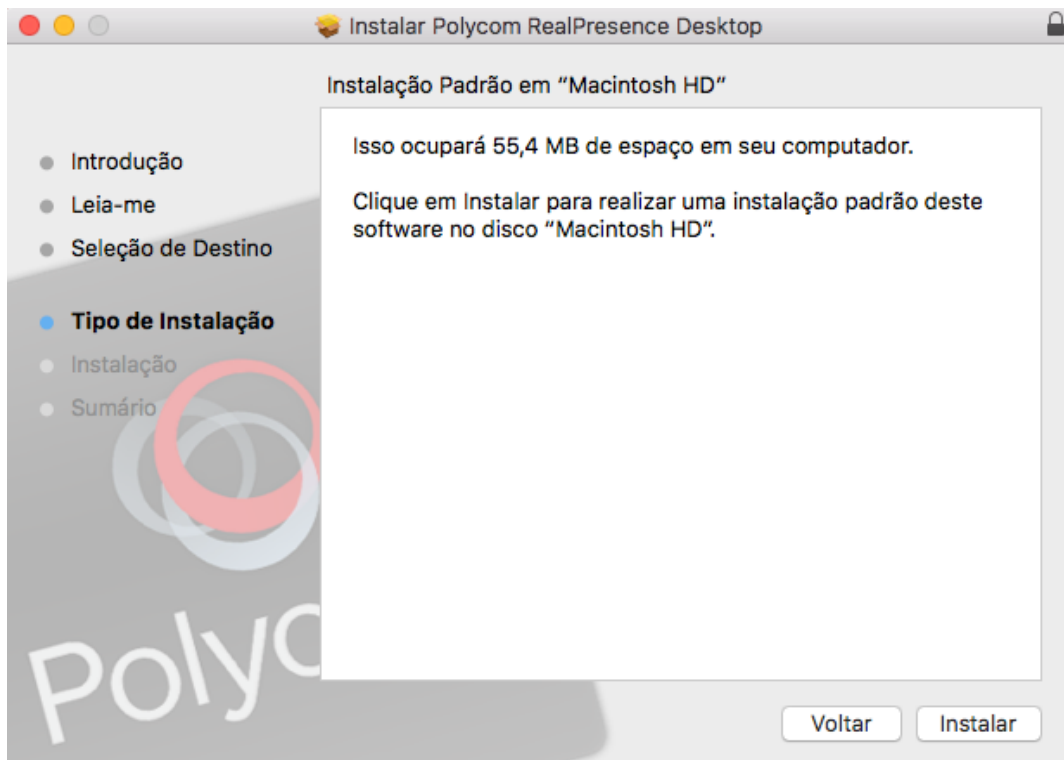 Instalar Polycom RealPresence Desktop
Instalação Padrão em “Macintosh HD”
Introdução
Leia-me
Seleção de Destino
Tipo de Instalação
Instalação
Sumário
Isso ocupará 55,4 MB de espaço em seu computador.
Clique em Instalar para realizar uma instalação padrão deste
software no disco “Macintosh HD”.
Polyc
Voltar
Instalar